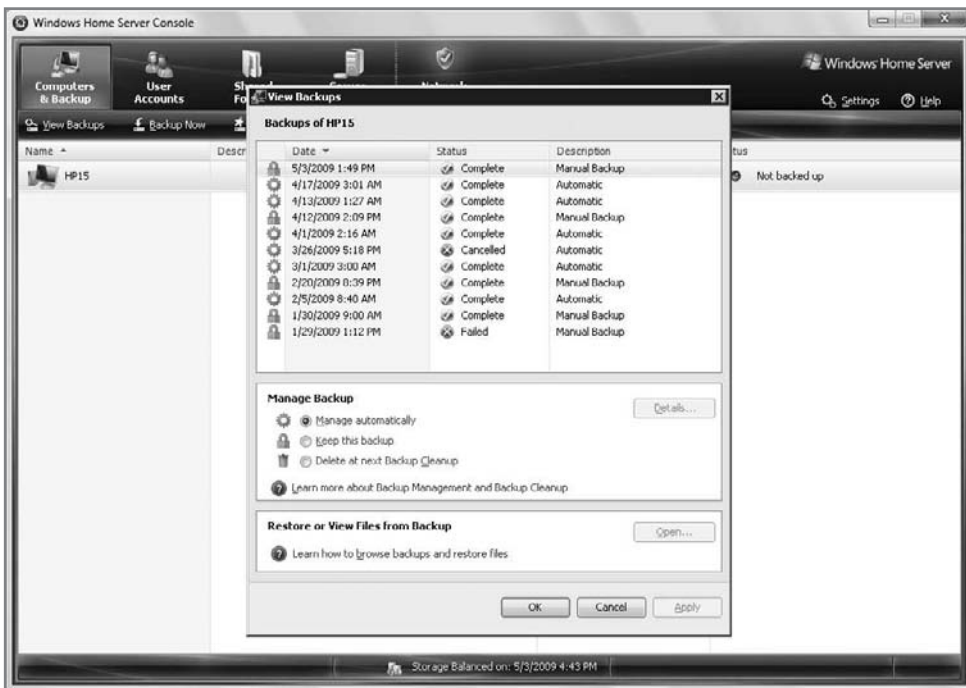 Windows Home Server Console
Computers & Backup
User Accounts
Windows Home Server
Settings
Help
View Backups
Backup Now
Name
Descr
tus
HP15
Not backed up
View Backups
Backups of HP15
Date Status Description
5/3/2009 1:49 PM Complete Manual Backup
4/17/2009 3:01 AM Complete Automatic
4/13/2009 1:27 AM Complete Automatic
4/12/2009 2:09 PM Complete Manual Backup
4/1/2009 2:16 AM Complete Automatic
3/26/2009 5:18 PM Cancelled Automatic
3/1/2009 3:00 AM Complete Automatic
2/20/2009 8:39 PM Complete Manual Backup
2/5/2009 8:40 AM Complete Automatic
1/30/2009 9:00 AM Complete Manual Backup
1/29/2009 1:12 PM Failed Manual Backup
Manage Backup
Details...
Manage automatically
Keep this backup
Delete at next Backup Cleanup
Learn more about Backup Management and Backup Cleanup
Restore or View Files from Backup
Open...
Learn how to browse backups and restore files
OK Cancel Apply
Storage Balanced on: 5/3/2009 4:43 PM